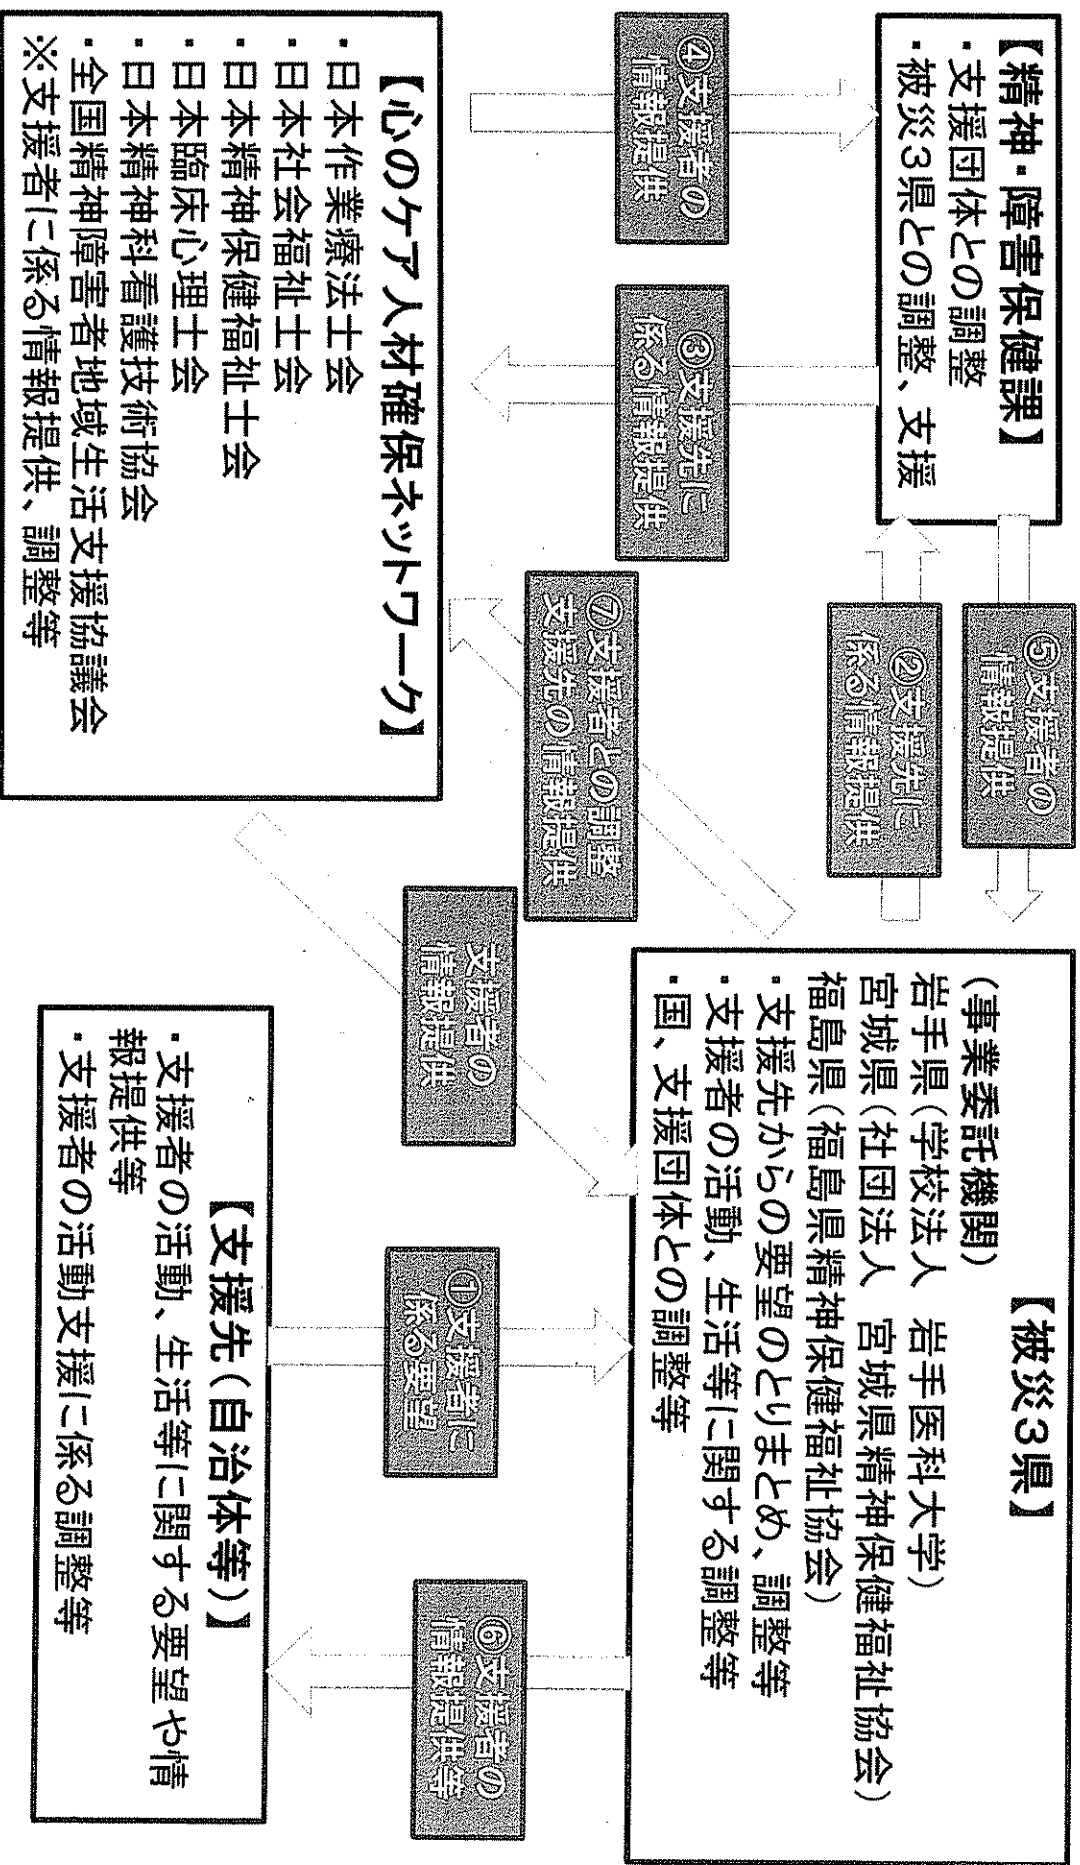 【精神・障害保健課】
・支援団体との調整
・被災3県との調整、支援
⑤支援者の
情報提供
②支援先に
係る情報提供
【被災3県】
(事業委託機関)
岩手県(学校法人　岩手医科大学)
宮城県(社団法人　宮城県精神保健福祉協会)
福島県(福島県精神保健福祉協会)
・支援先からの要望のとりまとめ、調整等
・支援者の活動、生活等に関する調整等
・国、支援団体との調整等
④支援者の
情報提供
③支援先に
係る情報提供
⑦支援者との調整
支援先の情報提供
支援者の
情報提供
①支援者に
係る要望
⑥支援者の
情報提供等
【心のケア人材確保ネットワーク】
・日本作業療法士会
・日本社会福祉士会
・日本精神保健福祉士会
・日本臨床心理士会
・日本精神科看護技術協会
・全国精神障害者地域生活支援協議会
※支援者に係る情報提供、調整等
【支援先(自治体等)】
・支援者の活動、生活等に関する要望や情
報提供等
・支援者の活動支援に係る調整等